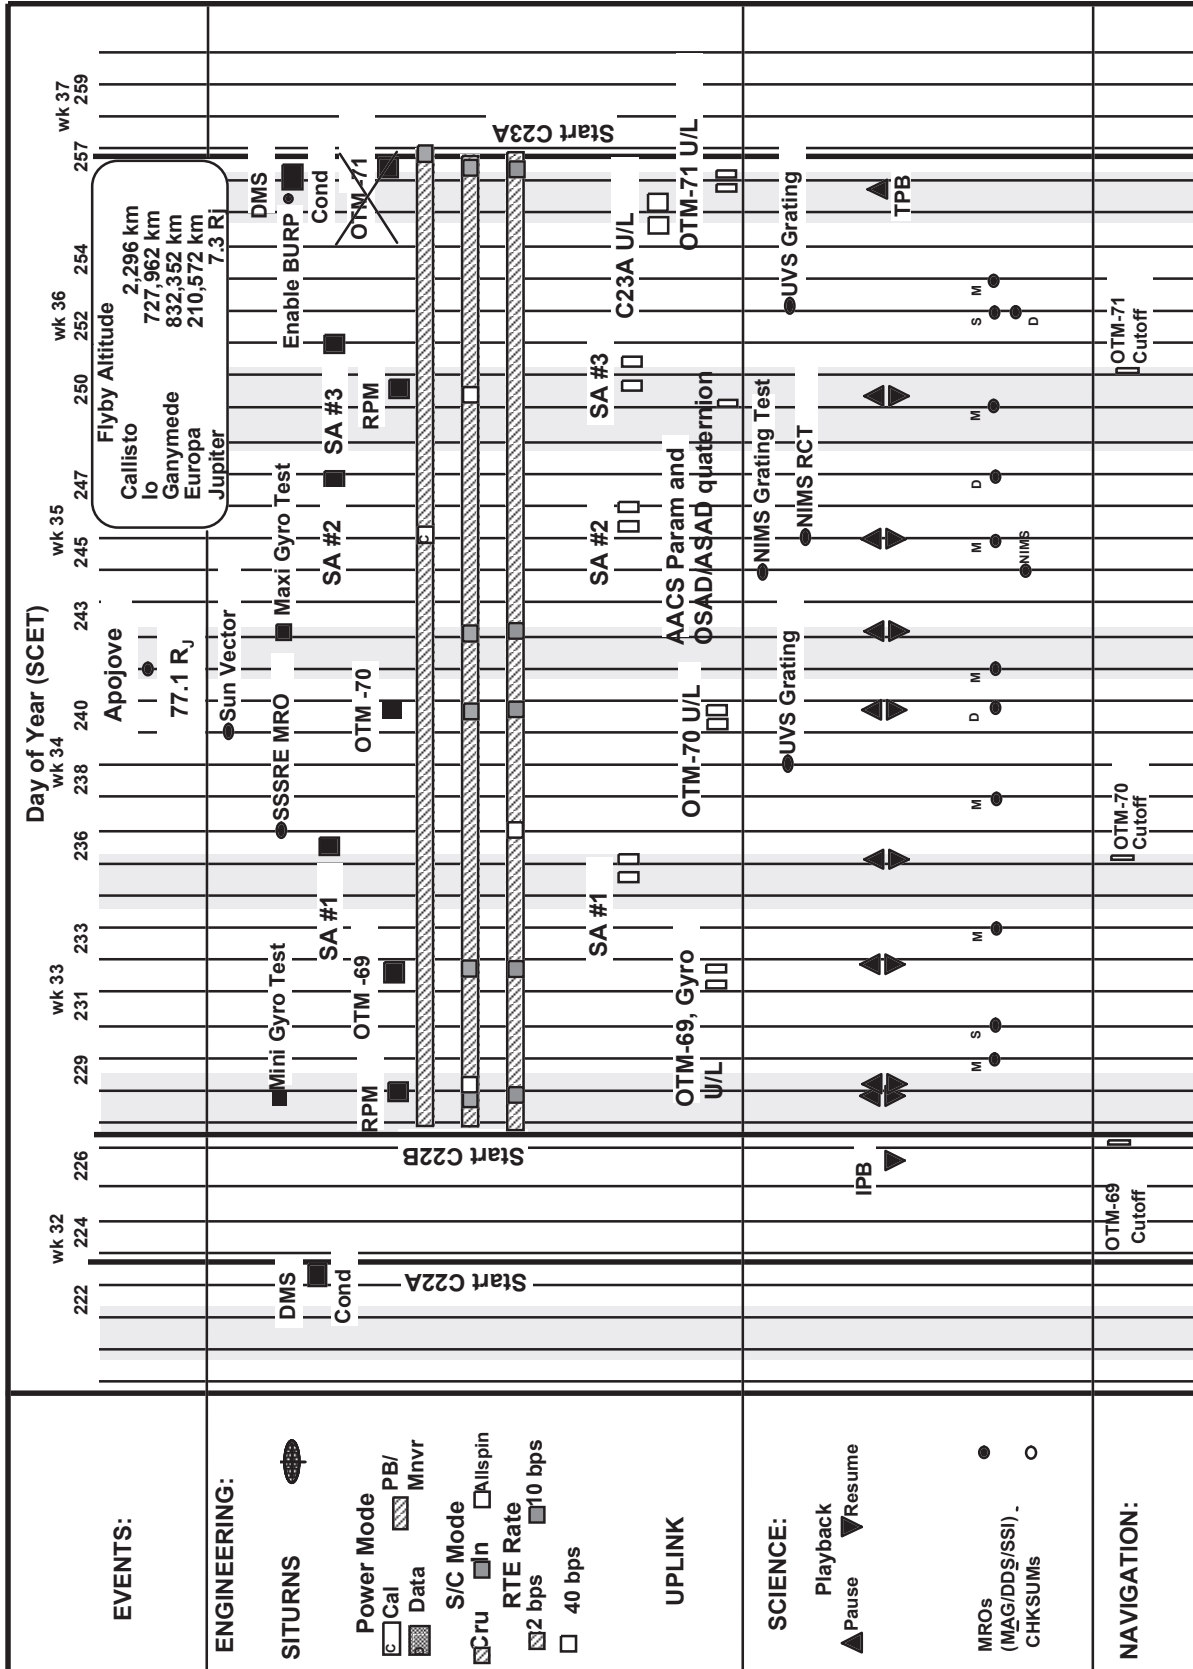 Day of Year (SCET)
wk 32
wk 33
wk 34
wk 35
wk 36
wk 37
222
224
226
229
231
233
236
238
240
243
245
247
250
252
254
257
259
EVENTS:
Apojove
77.1 RJ
Flyby Altitude
Callisto 2,296 km
Io 727,962 km
Ganymede 832,352 km
Europa 210,572 km
Jupiter 7.3 Rj
ENGINEERING:
SITURNS
Sun Vector
DMS
Cond
Mini Gyro Test
SSSRE MRO
Maxi Gyro Test
Enable BURP
DMS
Cond
SA #1
SA #2
SA #3
RPM
OTM -69
OTM -70
RPM
OTM -71
Power Mode
C Cal
PB/
Mnvr
Data
S/C Mode
Cru
In
Allspin
RTE Rate
2 bps
10 bps
40 bps
C
Start C22A
Start C22B
Start C23A
UPLINK
SA #1
SA #2
SA #3
C23A U/L
OTM-69, Gyro
U/L
OTM-70 U/L
AACS Param and
OSAD/ASAD quaternion
OTM-71 U/L
SCIENCE:
NIMS Grating Test
UVS Grating
UVS Grating
NIMS RCT
Playback
Pause
Resume
IPB
TPB
MROs
(MAG/DDS/SSI) -
CHKSUMs
M
S
M
M
D
M
M
D
M
S
M
NIMS
D
NAVIGATION:
OTM-69
Cutoff
OTM-70
Cutoff
OTM-71
Cutoff